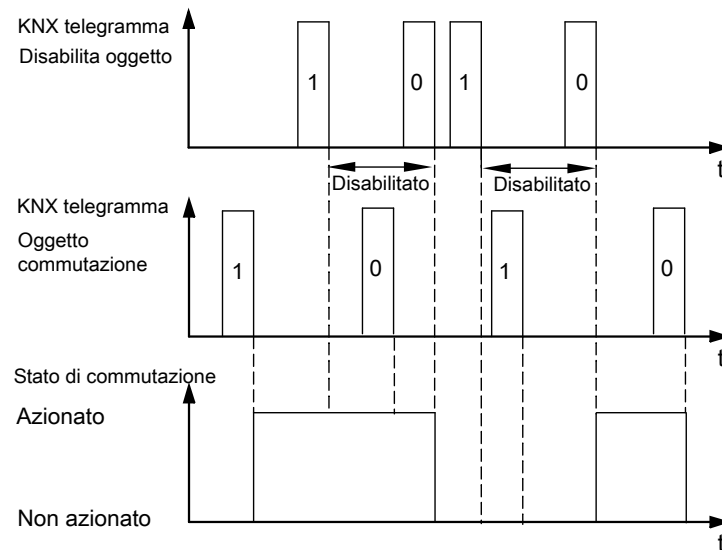 KNX telegramma
Disabilita oggetto
1
0
1
0
t
Disabilitato
Disabilitato
KNX telegramma
Oggetto
commutazione
1
0
1
0
t
Stato di commutazione
Azionato
Non azionato
t